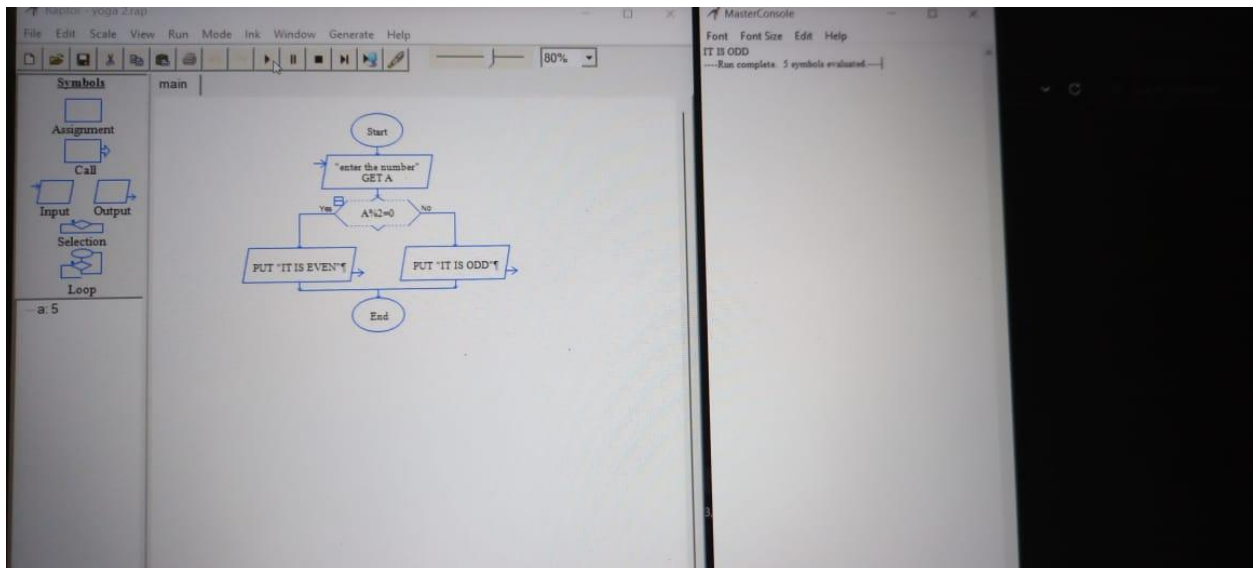 Raptor - yoga 2.rap
File Edit Scale View Run Mode Ink Window Generate Help
80%
Symbols
Assignment
Call
Input Output
Selection
Loop
a: 5
main
Start
"enter the number"
GET A
Yes
A%2=0
No
PUT "IT IS EVEN"¶
PUT "IT IS ODD"¶
End
MasterConsole
Font Font Size Edit Help
IT IS ODD
----Run complete. 5 symbols evaluated.----
3,